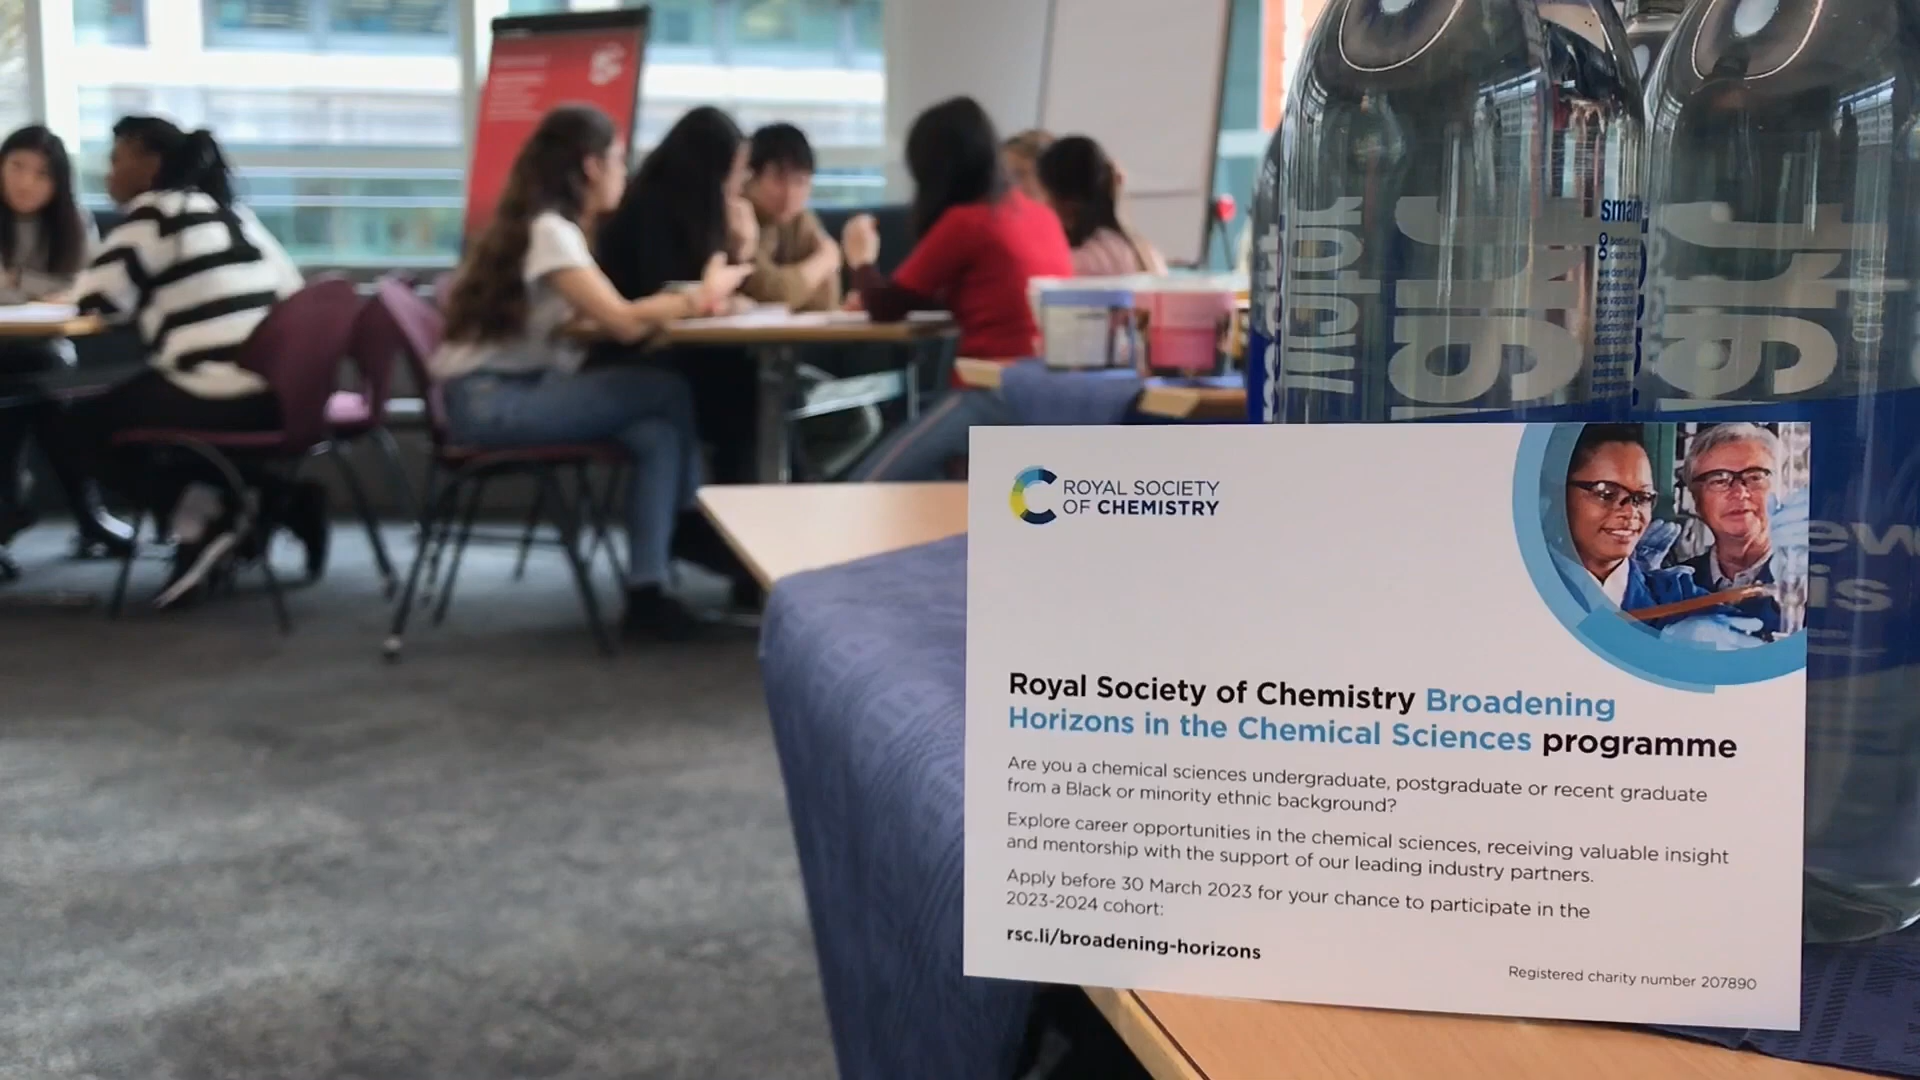 ROYAL SOCIETY
OF CHEMISTRY
Royal Society of Chemistry Broadening
Horizons in the Chemical Sciences programme
Are you a chemical sciences undergraduate, postgraduate or recent graduate
from a Black or minority ethnic background?
Explore career opportunities in the chemical sciences, receiving valuable insight
and mentorship with the support of our leading industry partners.
Apply before 30 March 2023 for your chance to participate in the
2023-2024 cohort:
rsc.li/broadening-horizons
Registered charity number 207890
is